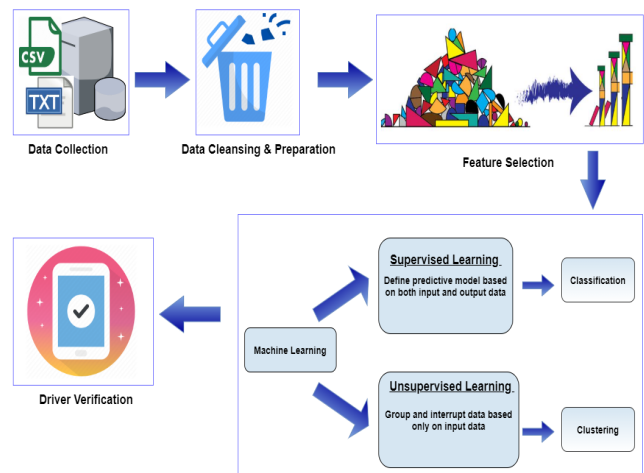 CSV
TXT
Data Collection
Data Cleansing & Preparation
Feature Selection
Supervised Learning
Define predictive model based
on both input and output data
Classification
Machine Learning
Unsupervised Learning
Group and interrupt data based
only on input data
Clustering
Driver Verification